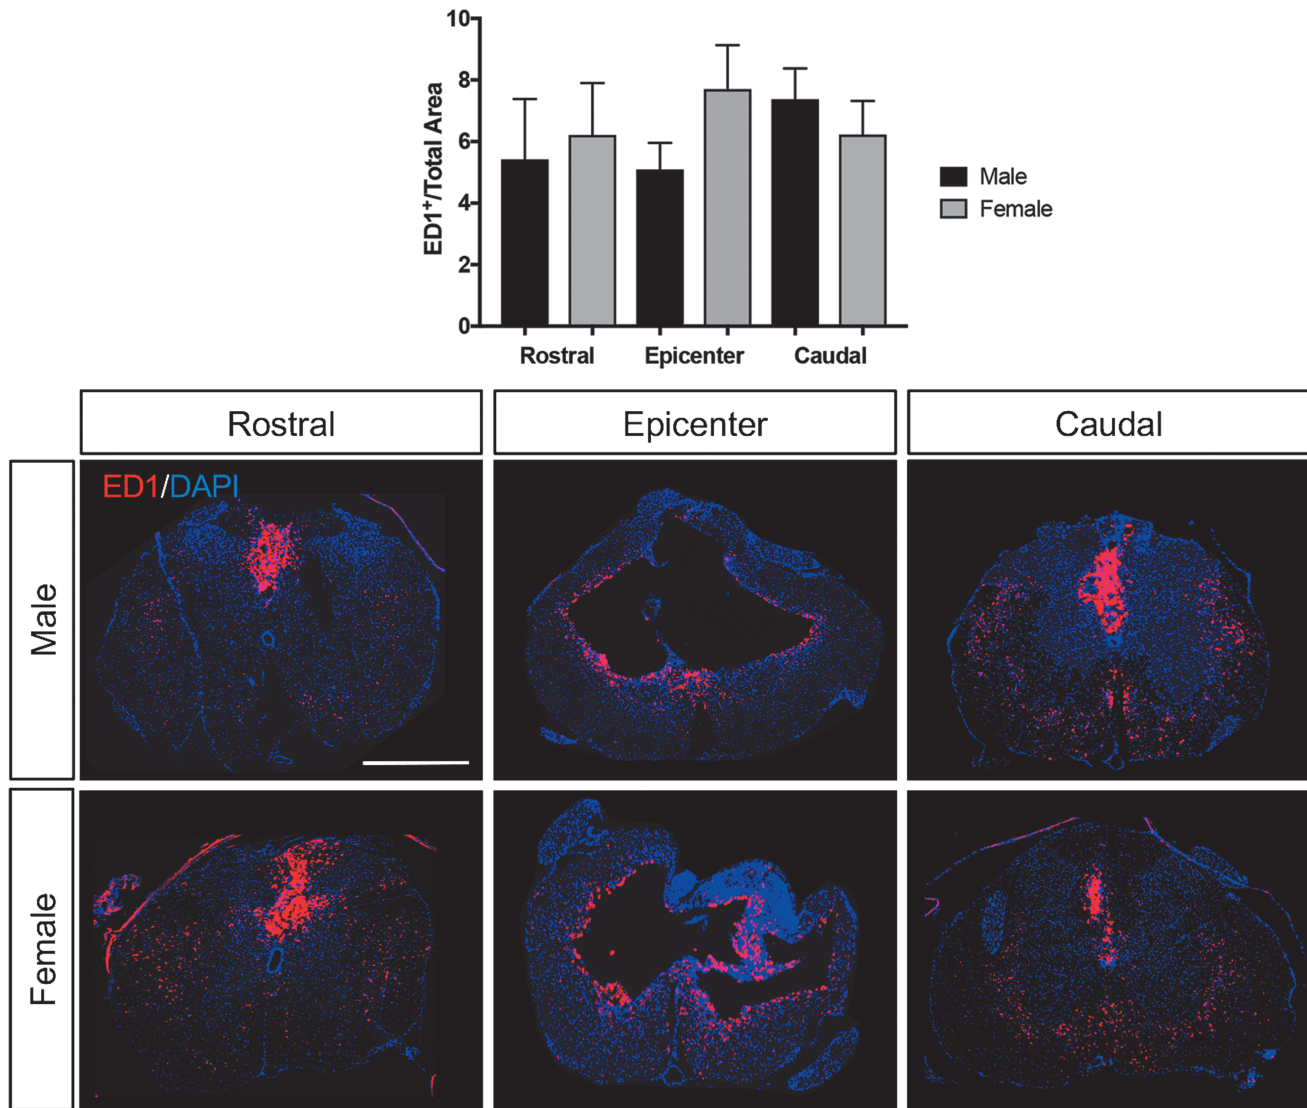 10
8
6
4
2
0
ED1⁺/Total Area
Rostral Epicenter Caudal
Male
Female
Rostral Epicenter Caudal
Male
ED1/DAPI
Female